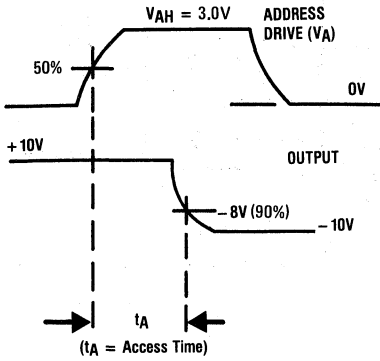 VAH = 3.0V
ADDRESS
DRIVE (VA)
50%
0V
+10V
OUTPUT
−8V (90%)
−10V
tA
(tA = Access Time)